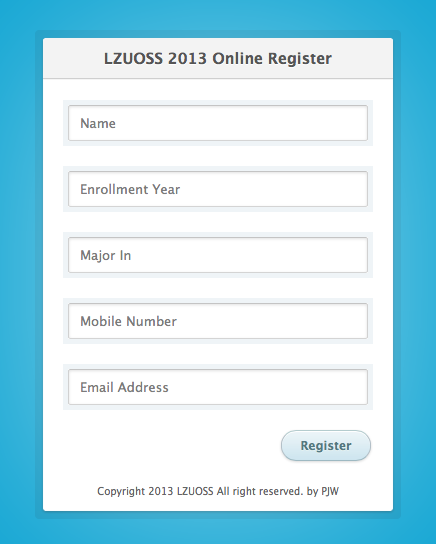 LZUOSS 2013 Online Register
Name
Enrollment Year
Major In
Mobile Number
Email Address
Register
Copyright 2013 LZUOSS All right reserved. by PJW